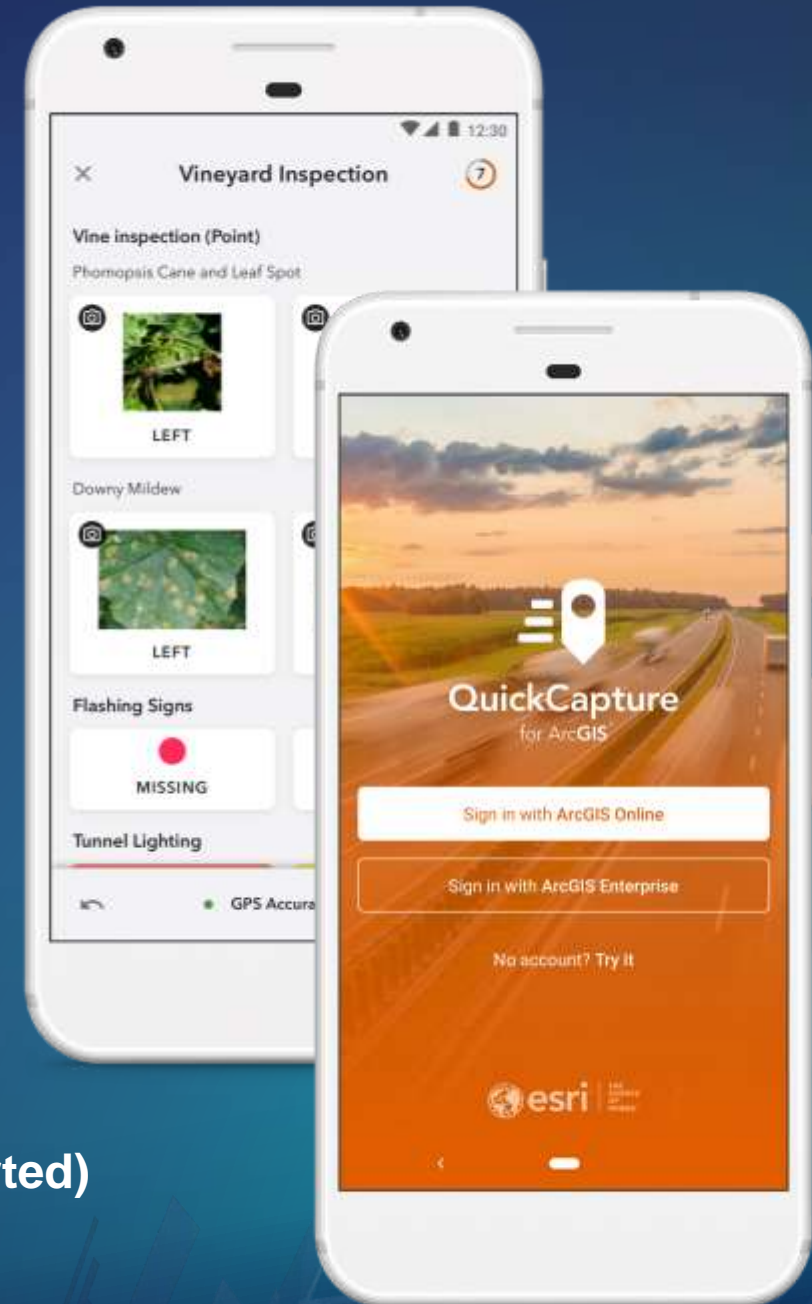 12:30
Vineyard Inspection
7
Vine inspection (Point)
Phomopsis Cane and Leaf Spot
LEFT
Downy Mildew
LEFT
Flashing Signs
MISSING
Tunnel Lighting
GPS Accura
QuickCapture
for ArcGIS
Sign in with ArcGIS Online
Sign in with ArcGIS Enterprise
No account? Try it
esri
ted)